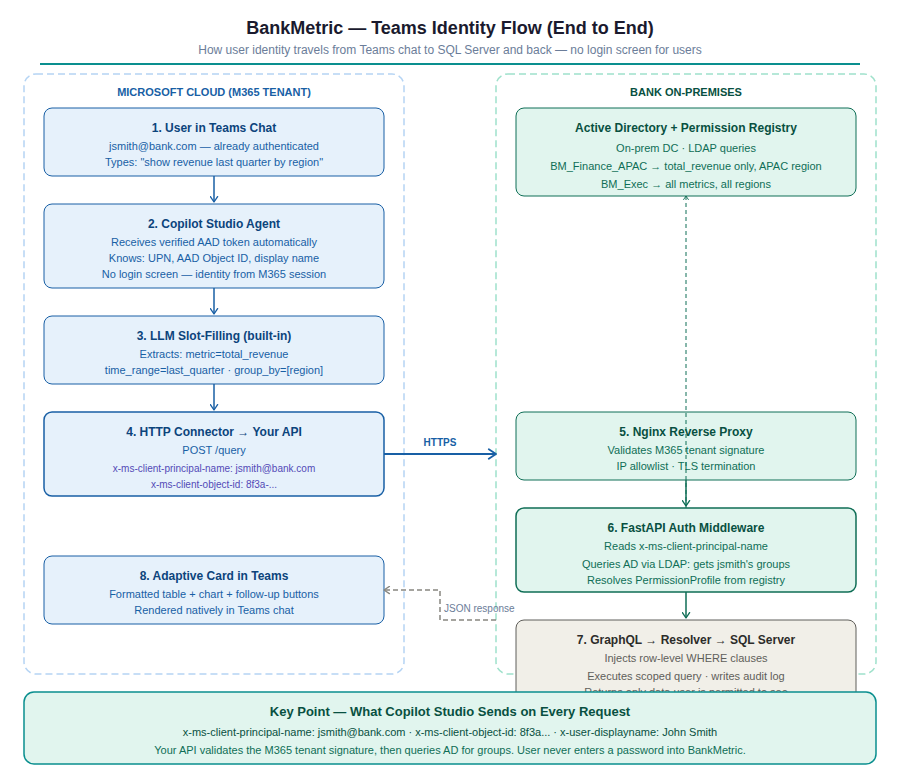 BankMetric — Teams Identity Flow (End to End)
How user identity travels from Teams chat to SQL Server and back — no login screen for users
MICROSOFT CLOUD (M365 TENANT)
1. User in Teams Chat
jsmith@bank.com — already authenticated
Types: "show revenue last quarter by region"
2. Copilot Studio Agent
Receives verified AAD token automatically
Knows: UPN, AAD Object ID, display name
No login screen — identity from M365 session
3. LLM Slot-Filling (built-in)
Extracts: metric=total_revenue
time_range=last_quarter · group_by=[region]
4. HTTP Connector → Your API
POST /query
x-ms-client-principal-name: jsmith@bank.com
x-ms-client-object-id: 8f3a-...
HTTPS
BANK ON-PREMISES
Active Directory + Permission Registry
On-prem DC · LDAP queries
BM_Finance_APAC → total_revenue only, APAC region
BM_Exec → all metrics, all regions
5. Nginx Reverse Proxy
Validates M365 tenant signature
IP allowlist · TLS termination
6. FastAPI Auth Middleware
Reads x-ms-client-principal-name
Queries AD via LDAP: gets jsmith's groups
Resolves PermissionProfile from registry
7. GraphQL → Resolver → SQL Server
Injects row-level WHERE clauses
Executes scoped query · writes audit log
Returns only data user is permitted to see
JSON response
8. Adaptive Card in Teams
Formatted table + chart + follow-up buttons
Rendered natively in Teams chat
Key Point — What Copilot Studio Sends on Every Request
x-ms-client-principal-name: jsmith@bank.com · x-ms-client-object-id: 8f3a... · x-user-displayname: John Smith
Your API validates the M365 tenant signature, then queries AD for groups. User never enters a password into BankMetric.